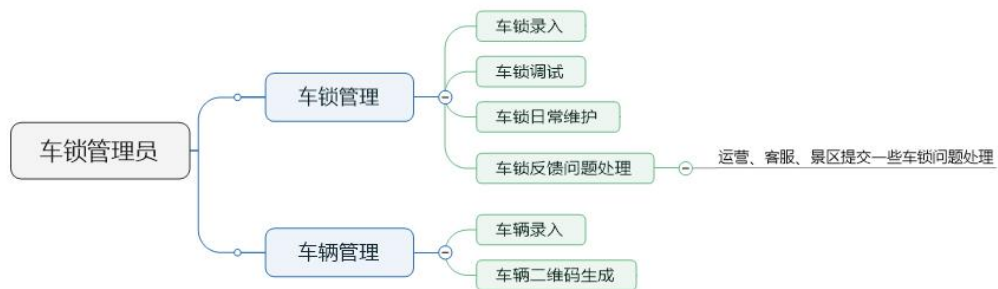 车锁管理员
车锁管理
车锁录入
车锁调试
车锁日常维护
车锁反馈问题处理
运营、客服、景区提交一些车锁问题处理
车辆管理
车辆录入
车辆二维码生成